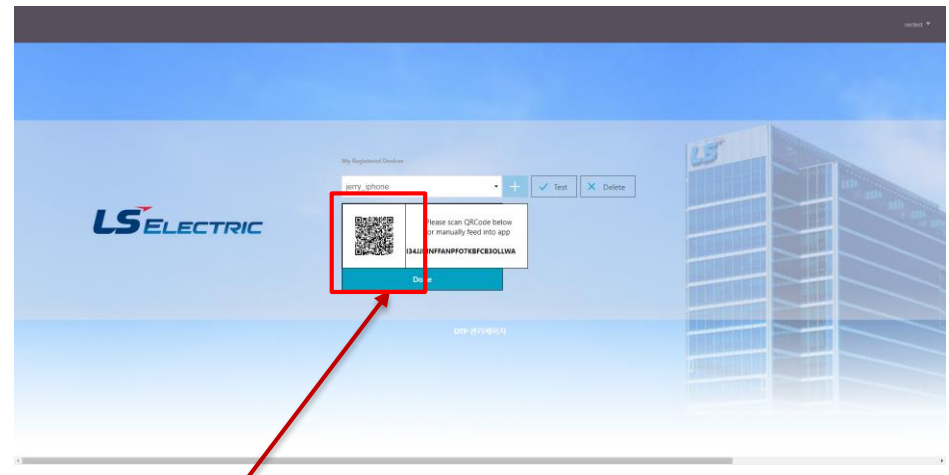 My Registered Devices
jerry_iphone
Test
Delete
LS ELECTRIC
Please scan QRCode below
or manually feed into app
Done
OTP 관리페이지
LS